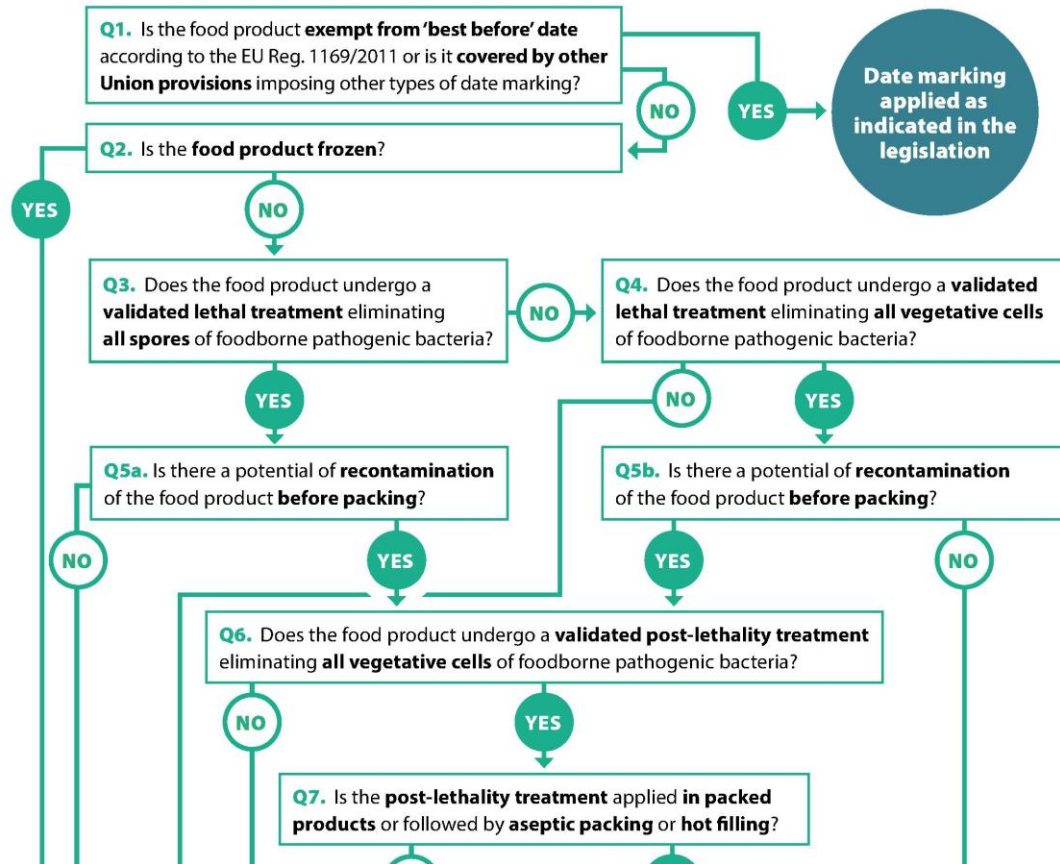 Q1. Is the food product exempt from 'best before' date
according to the EU Reg. 1169/2011 or is it covered by other
Union provisions imposing other types of date marking?
NO
YES
Date marking
applied as
indicated in the
legislation
Q2. Is the food product frozen?
YES
NO
Q3. Does the food product undergo a
validated lethal treatment eliminating
all spores of foodborne pathogenic bacteria?
NO
Q4. Does the food product undergo a validated
lethal treatment eliminating all vegetative cells
of foodborne pathogenic bacteria?
YES
NO
YES
Q5a. Is there a potential of recontamination
of the food product before packing?
Q5b. Is there a potential of recontamination
of the food product before packing?
NO
YES
YES
NO
Q6. Does the food product undergo a validated post-lethality treatment
eliminating all vegetative cells of foodborne pathogenic bacteria?
NO
YES
Q7. Is the post-lethality treatment applied in packed
products or followed by aseptic packing or hot filling?